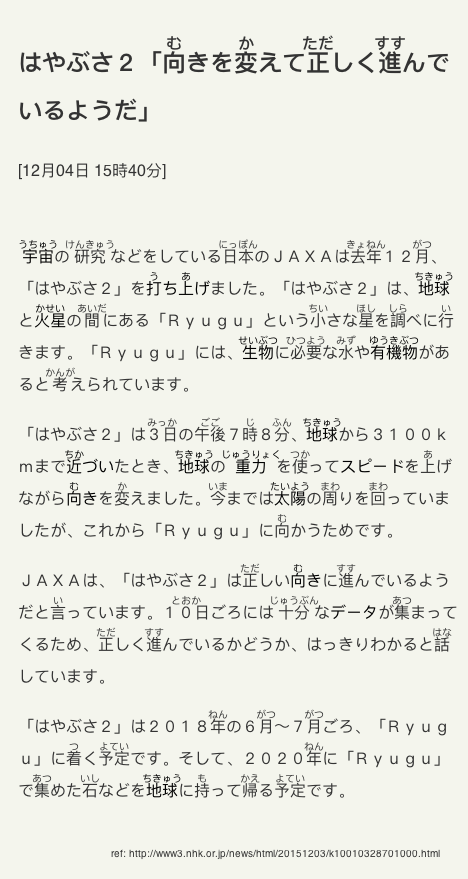 はやぶさ２「向きを変えて正しく進んで
いるようだ」
[12月04日 15時40分]
宇宙の研究などをしている日本のＪＡＸＡは去年１２月、
「はやぶさ２」を打ち上げました。「はやぶさ２」は、地球
と火星の間にある「Ｒｙｕｇｕ」という小さな星を調べに行
きます。「Ｒｙｕｇｕ」には、生物に必要な水や有機物があ
ると考えられています。
「はやぶさ２」は３日の午後７時８分、地球から３１００ｋ
ｍまで近づいたとき、地球の重力を使ってスピードを上げ
ながら向きを変えました。今までは太陽の周りを回っていま
したが、これから「Ｒｙｕｇｕ」に向かうためです。
ＪＡＸＡは、「はやぶさ２」は正しい向きに進んでいるよう
だと言っています。１０日ごろには十分なデータが集まって
くるため、正しく進んでいるかどうか、はっきりわかると話
しています。
「はやぶさ２」は２０１８年の６月～７月ごろ、「Ｒｙｕｇ
ｕ」に着く予定です。そして、２０２０年に「Ｒｙｕｇｕ」
で集めた石などを地球に持って帰る予定です。
ref: http://www3.nhk.or.jp/news/html/20151203/k10010328701000.html